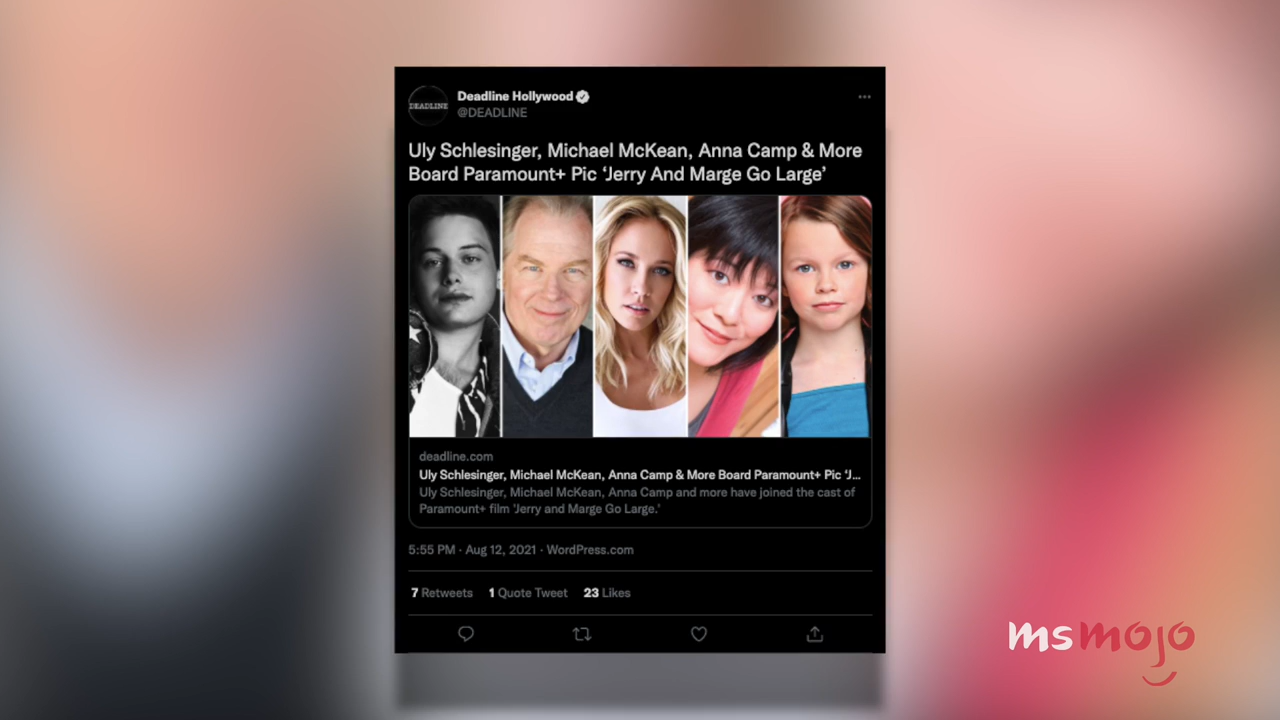 DEADLINE
Deadline Hollywood
@DEADLINE
Uly Schlesinger, Michael McKean, Anna Camp & More
Board Paramount+ Pic ‘Jerry And Marge Go Large’
deadline.com
Uly Schlesinger, Michael McKean, Anna Camp & More Board Paramount+ Pic ‘J...
Uly Schlesinger, Michael McKean, Anna Camp and more have joined the cast of
Paramount+ film 'Jerry and Marge Go Large.'
5:55 PM · Aug 12, 2021 · WordPress.com
7 Retweets 1 Quote Tweet 23 Likes
msmojo